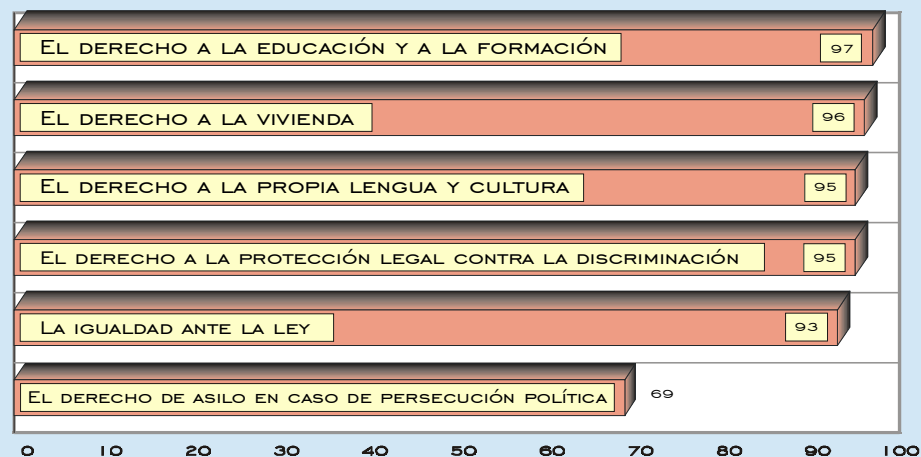 El derecho a la educación y a la formación 97
El derecho a la vivienda 96
El derecho a la propia lengua y cultura 95
El derecho a la protección legal contra la discriminación 95
La igualdad ante la ley 93
El derecho de asilo en caso de persecución política 69
0 10 20 30 40 50 60 70 80 90 100